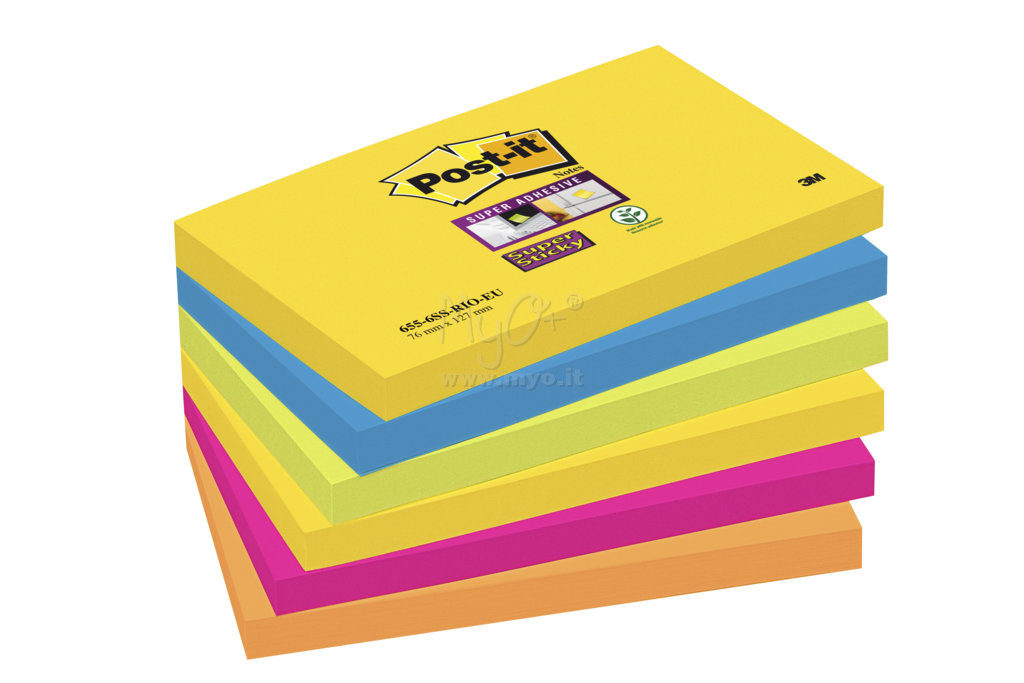 Post-it®
Notes
SUPER ADHESIVE
Super
Sticky
3M
655-6SS-RIO-EU
76 mm x 127 mm
MyO+®
www.myo.it